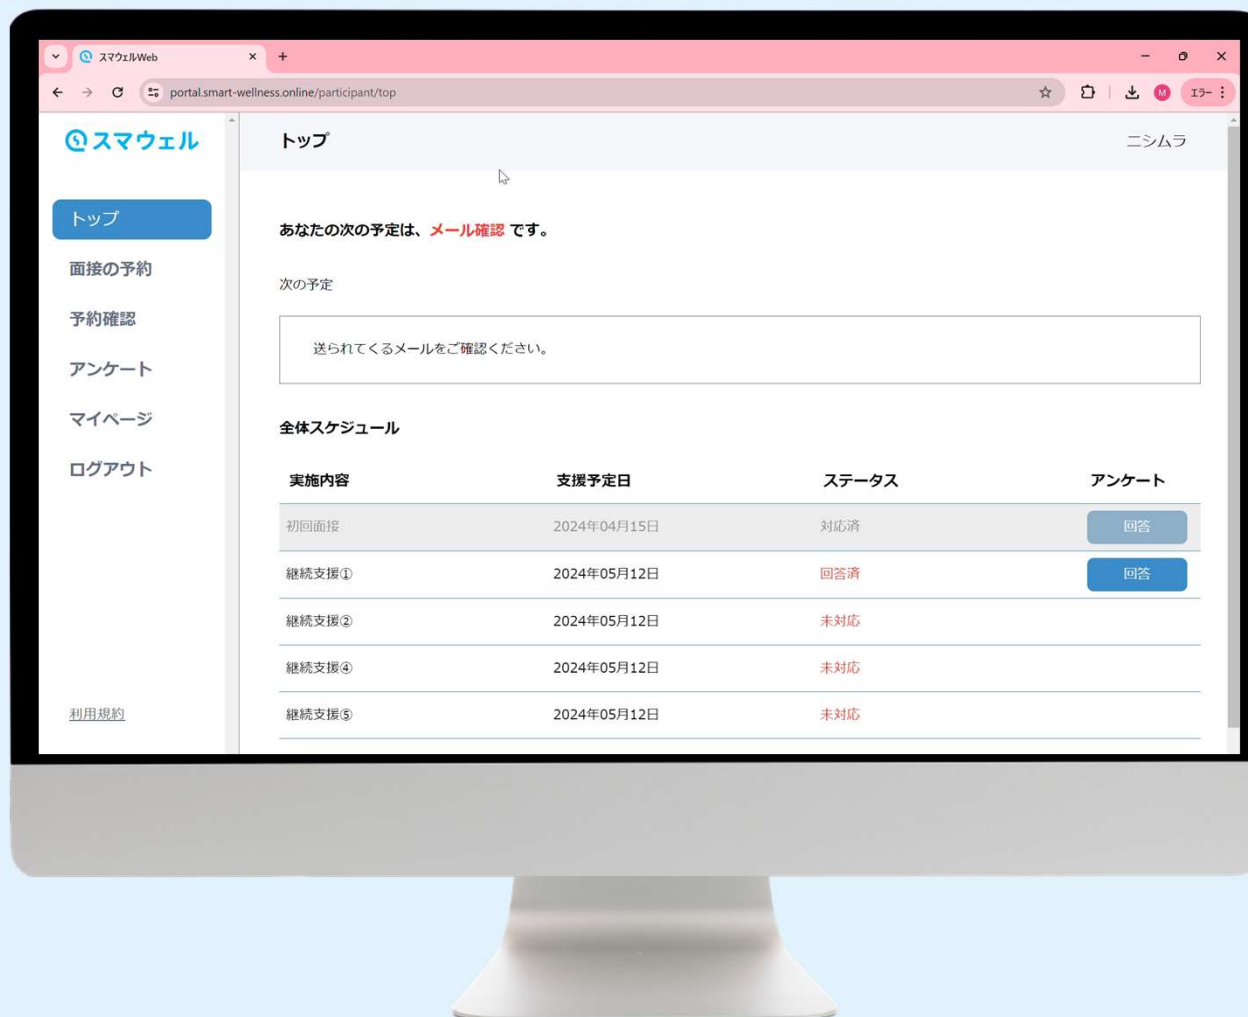 スマウェルWeb
portal.smart-wellness.online/participant/top
M
エラー
スマウェル
トップ
ニシムラ
トップ
面接の予約
予約確認
アンケート
マイページ
ログアウト
利用規約
あなたの次の予定は、メール確認 です。
次の予定
送られてくるメールをご確認ください。
全体スケジュール
実施内容 支援予定日 ステータス アンケート
初回面接 2024年04月15日 対応済 回答
継続支援① 2024年05月12日 回答済 回答
継続支援② 2024年05月12日 未対応
継続支援④ 2024年05月12日 未対応
継続支援⑤ 2024年05月12日 未対応